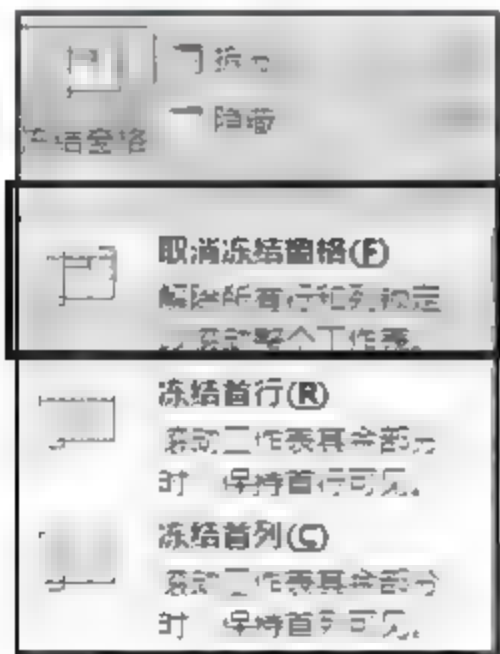 拆分
隐藏
冻结窗格
取消冻结窗格(F)
解除所有行和列锁定
以滚动整个工作表。
冻结首行(R)
滚动工作表其余部分
时 保持首行可见。
冻结首列(C)
滚动工作表其余部分
时 保持首列可见。